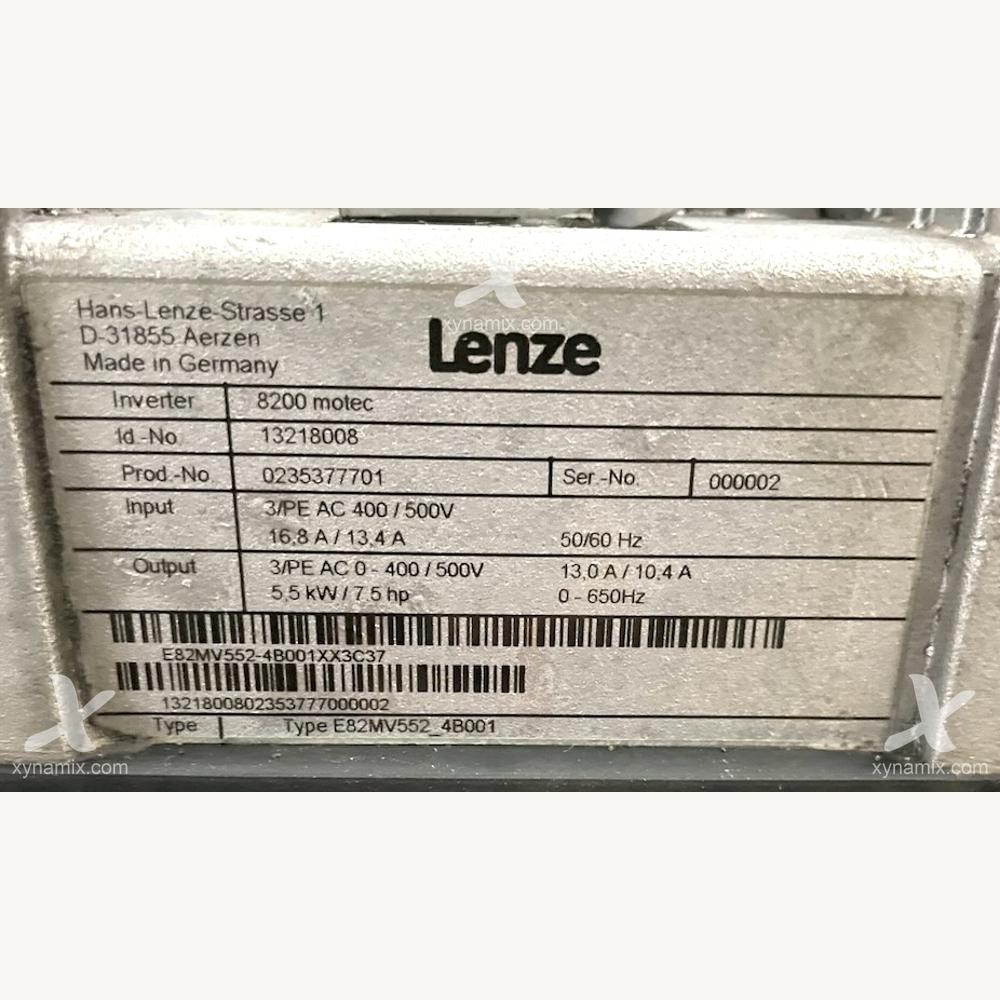 Hans-Lenze-Strasse 1
D-31855 Aerzen
Made in Germany
Lenze
xynamix.com
Inverter 8200 motec
Id.-No 13218008
Prod.-No. 0235377701 Ser.-No. 000002
Input 3/PE AC 400 / 500V
16,8 A / 13,4 A 50/60 Hz
Output 3/PE AC 0 - 400 / 500V 13,0 A / 10,4 A
5,5 kW / 7.5 hp 0 - 650Hz
E82MV552-4B001XX3C37
1321800802353777000002
Type Type E82MV552_4B001
xynamix.com xynamix.com